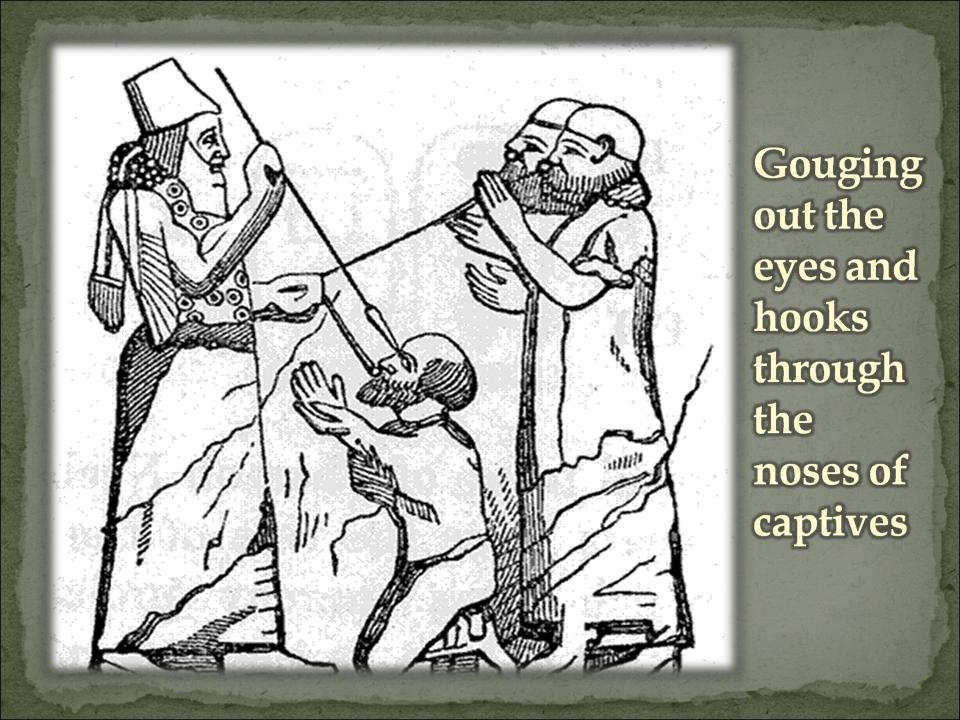 Gouging
out the
eyes and
hooks
through
the
noses of
captives